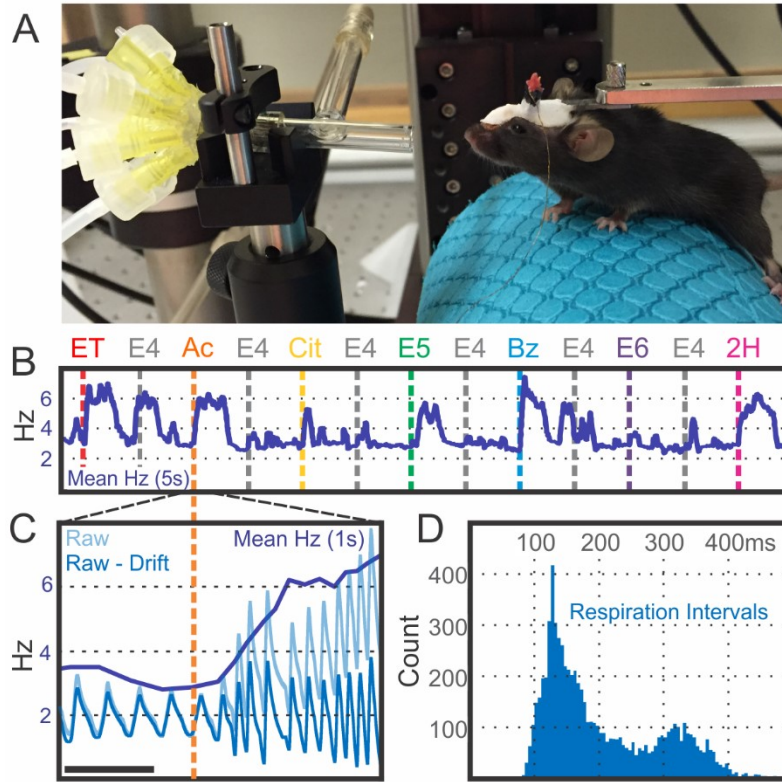 A
ET E4 Ac E4 Cit E4 E5 E4 Bz E4 E6 E4 2H
B
Hz
6
4
2
Mean Hz (5s)
C
Raw
Raw - Drift
Mean Hz (1s)
Hz
6
4
2
D
100 200 300 400ms
Respiration Intervals
Count
400
300
200
100